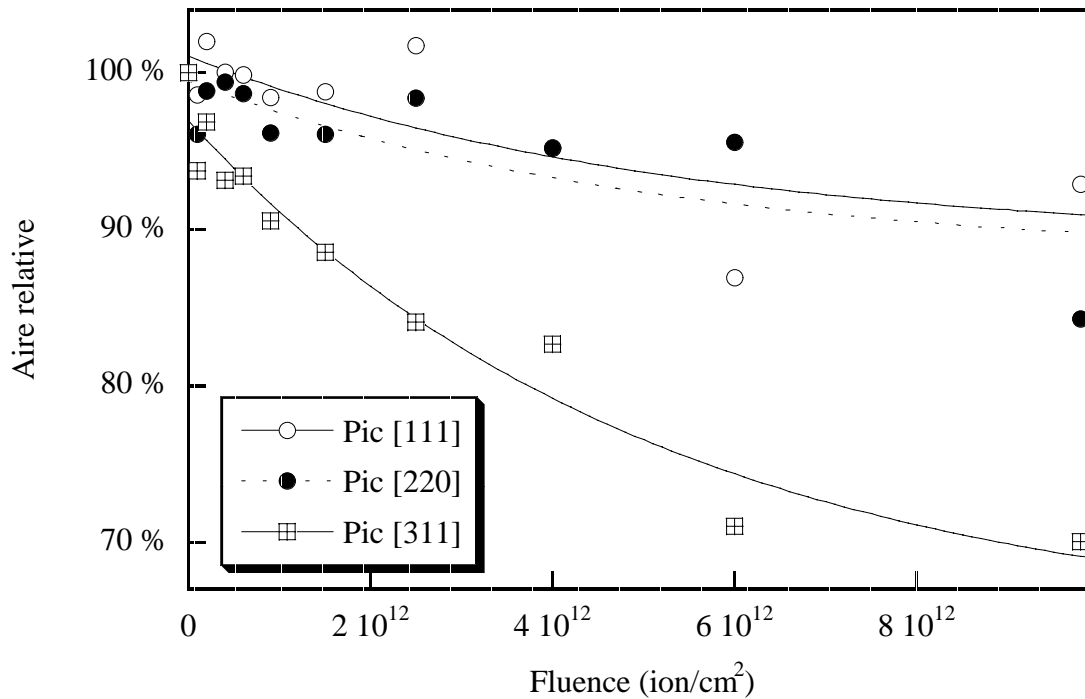 100 %
90 %
80 %
70 %
Aire relative
Pic [111]
Pic [220]
Pic [311]
0 2 10¹² 4 10¹² 6 10¹² 8 10¹²
Fluence (ion/cm²)